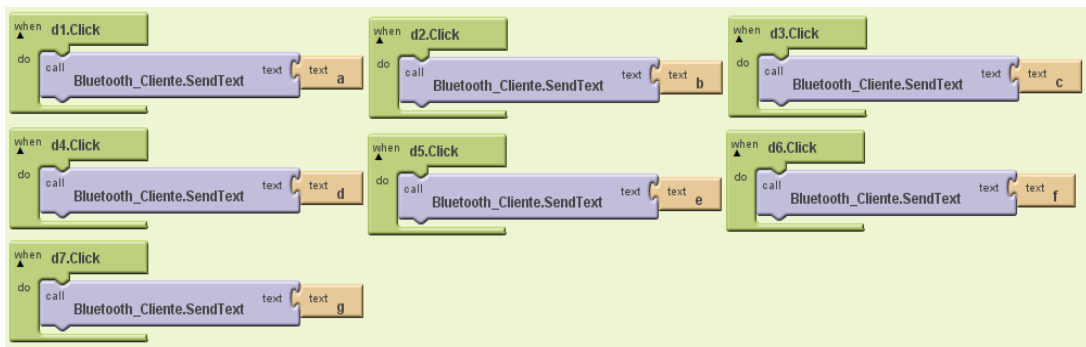 when d1.Click
do call Bluetooth_Cliente.SendText text text a
when d2.Click
do call Bluetooth_Cliente.SendText text text b
when d3.Click
do call Bluetooth_Cliente.SendText text text c
when d4.Click
do call Bluetooth_Cliente.SendText text text d
when d5.Click
do call Bluetooth_Cliente.SendText text text e
when d6.Click
do call Bluetooth_Cliente.SendText text text f
when d7.Click
do call Bluetooth_Cliente.SendText text text g